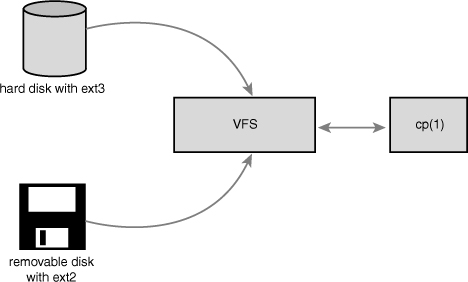 hard disk with ext3
VFS
cp(1)
removable disk
with ext2